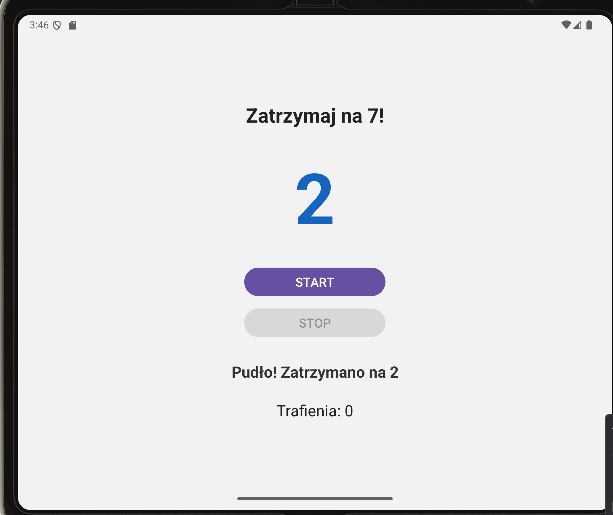 3:46
Zatrzymaj na 7!
2
START
STOP
Pudło! Zatrzymano na 2
Trafienia: 0